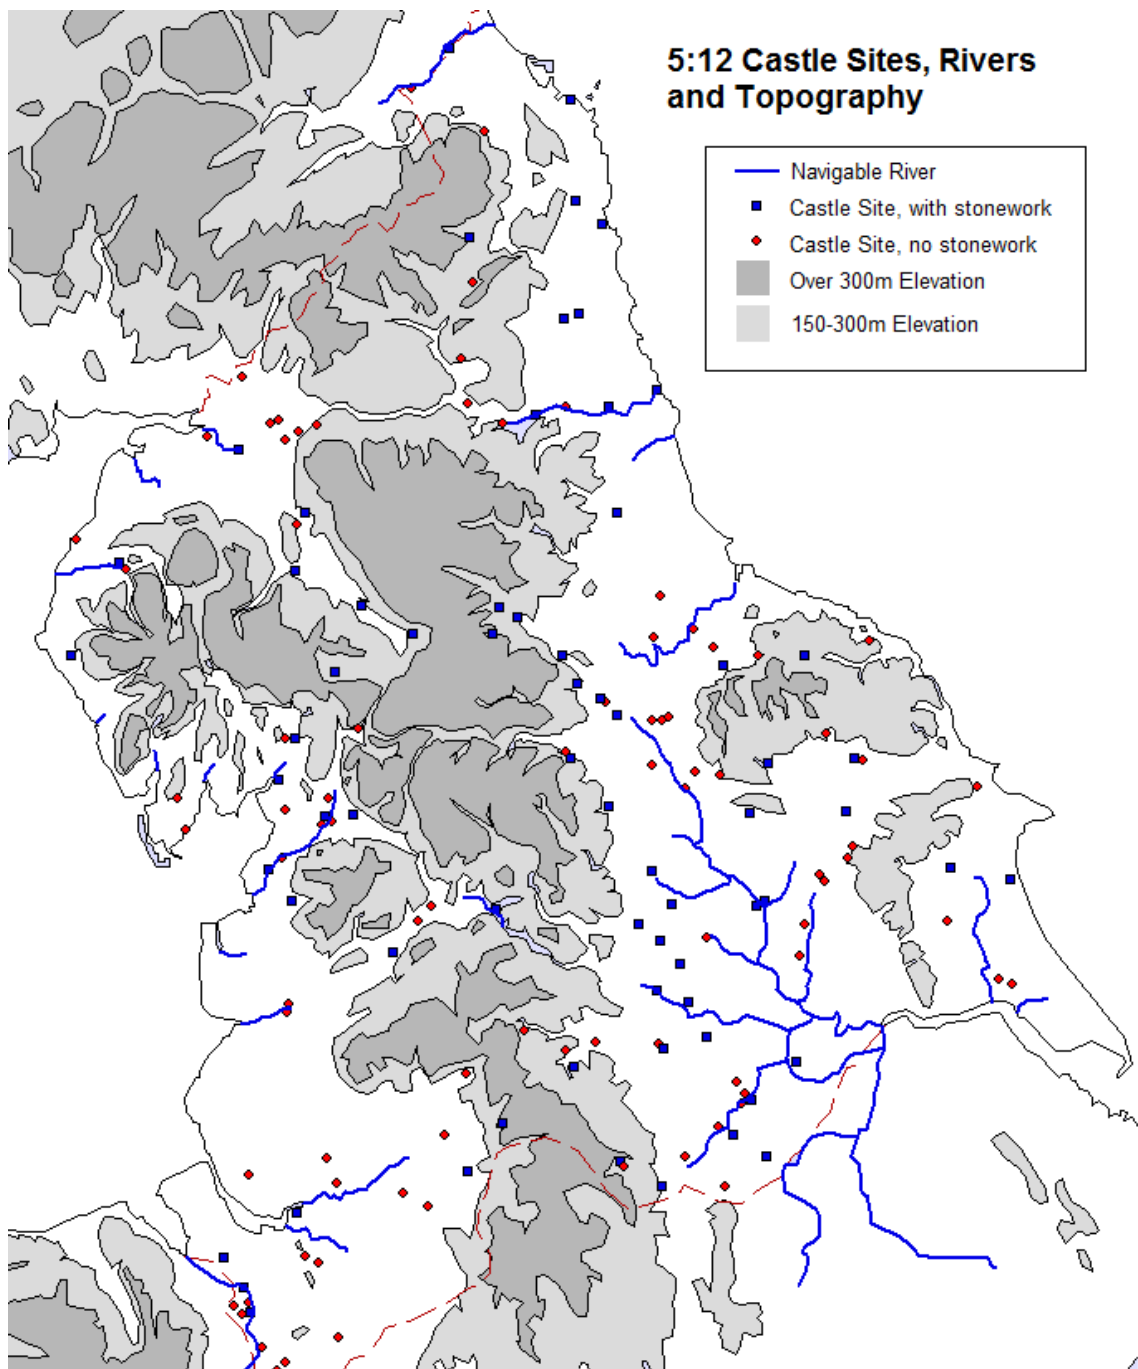 5:12 Castle Sites, Rivers
and Topography
Navigable River
Castle Site, with stonework
Castle Site, no stonework
Over 300m Elevation
150-300m Elevation